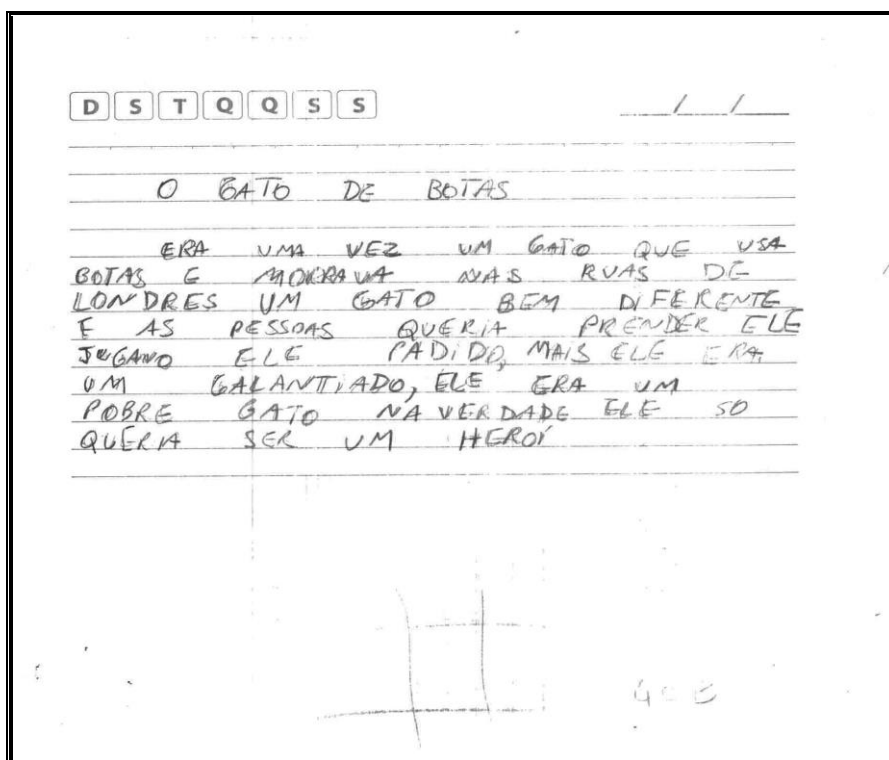 D S T Q Q S S / /
O GATO DE BOTAS
ERA UMA VEZ UM GATO QUE USA
BOTAS E MORAVA NAS RUAS DE
LONDRES UM GATO BEM DIFERENTE
E AS PESSOAS QUERIA PRENDER ELE
JUGANO ELE PADIDO, MAIS ELE ERA
UM GALANTIADO, ELE ERA UM
POBRE GATO NA VERDADE ELE SO
QUERIA SER UM HEROÍ